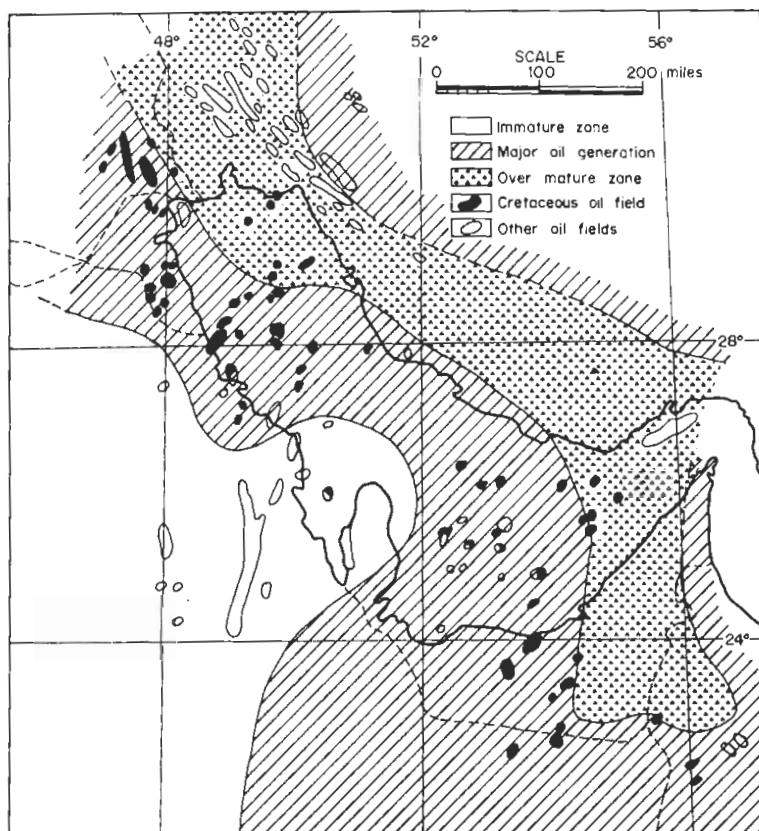 48°
52°
56°
SCALE
0 100 200 miles
Immature zone
Major oil generation
Over mature zone
Cretaceous oil field
Other oil fields
28°
24°